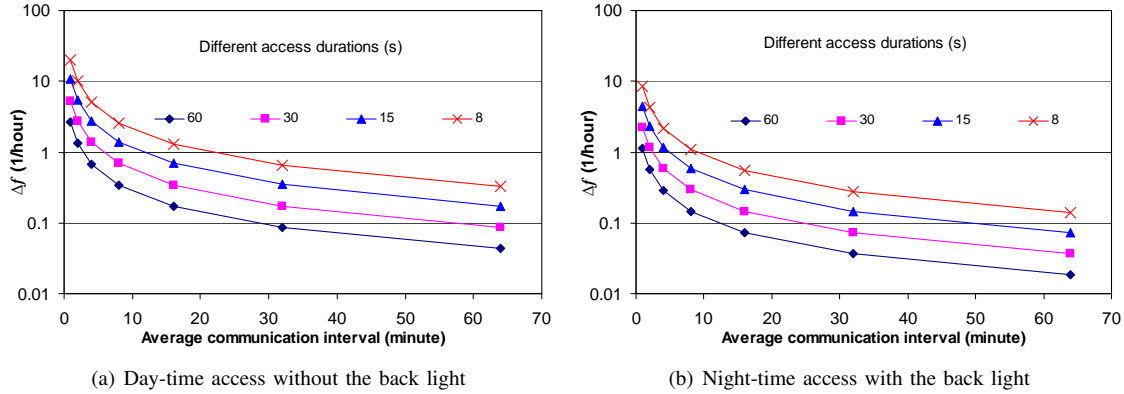 100
10
1
0.1
0.01
Δf (1/hour)
Different access durations (s)
60 30 15 8
0 10 20 30 40 50 60 70
Average communication interval (minute)
(a) Day-time access without the back light
100
10
1
0.1
0.01
Δf (1/hour)
Different access durations (s)
60 30 15 8
0 10 20 30 40 50 60 70
Average communication interval (minute)
(b) Night-time access with the back light